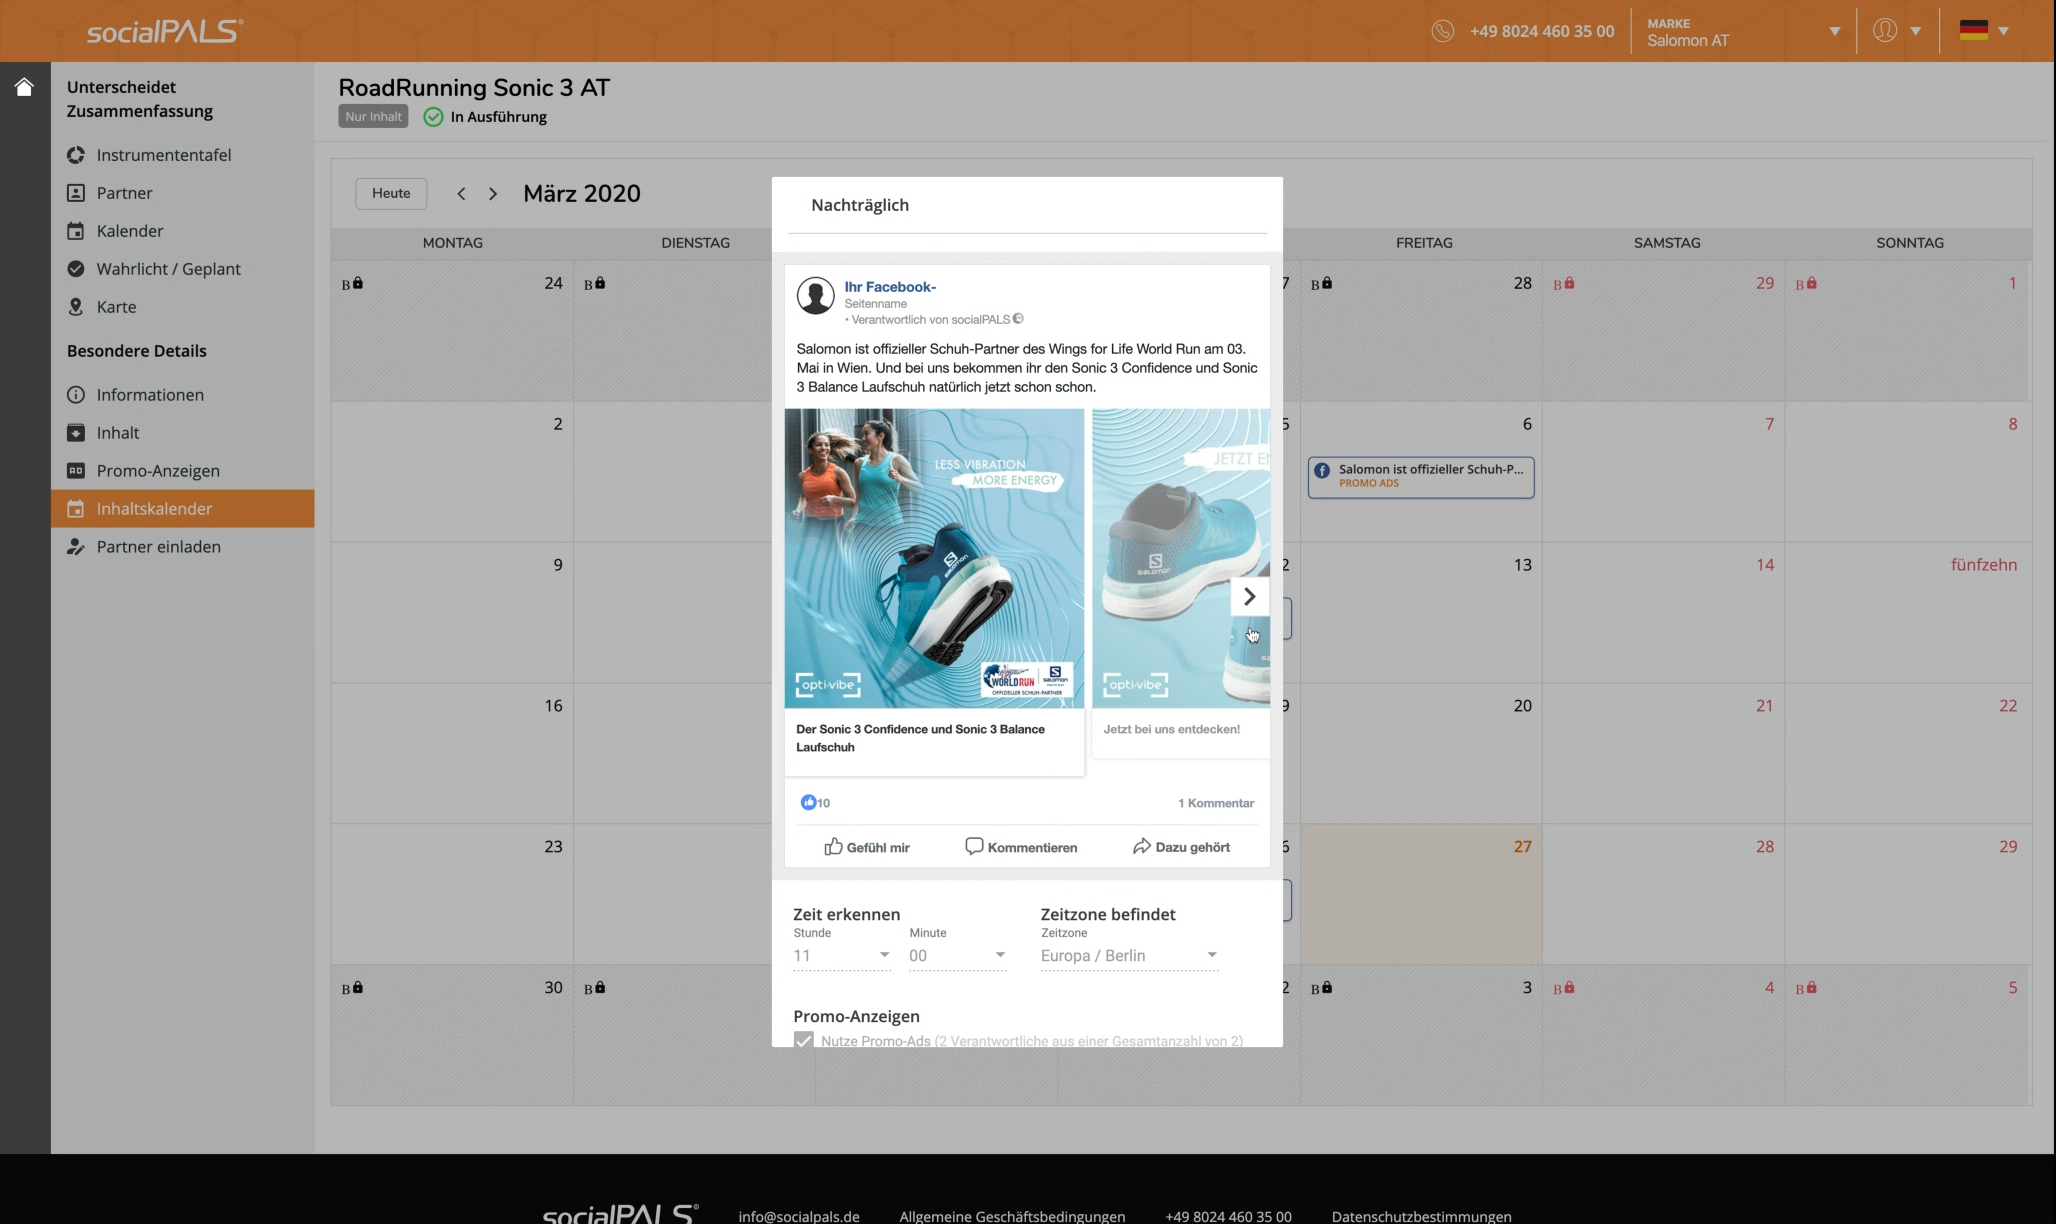 socialPALS®
+49 8024 460 35 00
MARKE
Salomon AT
Unterscheidet
Zusammenfassung
Instrumententafel
Partner
Kalender
Wahrlicht / Geplant
Karte
Besondere Details
Informationen
Inhalt
Promo-Anzeigen
Inhaltskalender
Partner einladen
RoadRunning Sonic 3 AT
Nur Inhalt
In Ausführung
Heute
März 2020
MONTAG
DIENSTAG
FREITAG
SAMSTAG
SONNTAG
B 24
B
7
B 28
B 29
B 1
2
5
6
7
8
Salomon ist offizieller Schuh-P...
PROMO ADS
9
2
13
14
fünfzehn
16
9
20
21
22
23
6
27
28
29
B 30
B
2
B 3
B 4
B 5
Nachträglich
Ihr Facebook-
Seitenname
• Verantwortlich von socialPALS
Salomon ist offizieller Schuh-Partner des Wings for Life World Run am 03.
Mai in Wien. Und bei uns bekommen ihr den Sonic 3 Confidence und Sonic
3 Balance Laufschuh natürlich jetzt schon schon.
LESS VIBRATION
MORE ENERGY
opti·vibe
WORLD RUN
SALOMON
OFFIZIELLER SCHUH-PARTNER
JETZT
SALOMON
opti·vibe
Der Sonic 3 Confidence und Sonic 3 Balance
Laufschuh
Jetzt bei uns entdecken!
10
1 Kommentar
Gefühl mir
Kommentieren
Dazu gehört
Zeit erkennen
Stunde
11
Minute
00
Zeitzone befindet
Zeitzone
Europa / Berlin
Promo-Anzeigen
Nutze Promo-Ads (2 Verantwortliche aus einer Gesamtanzahl von 2)
socialPALS®
info@socialpals.de
Allgemeine Geschäftsbedingungen
+49 8024 460 35 00
Datenschutzbestimmungen